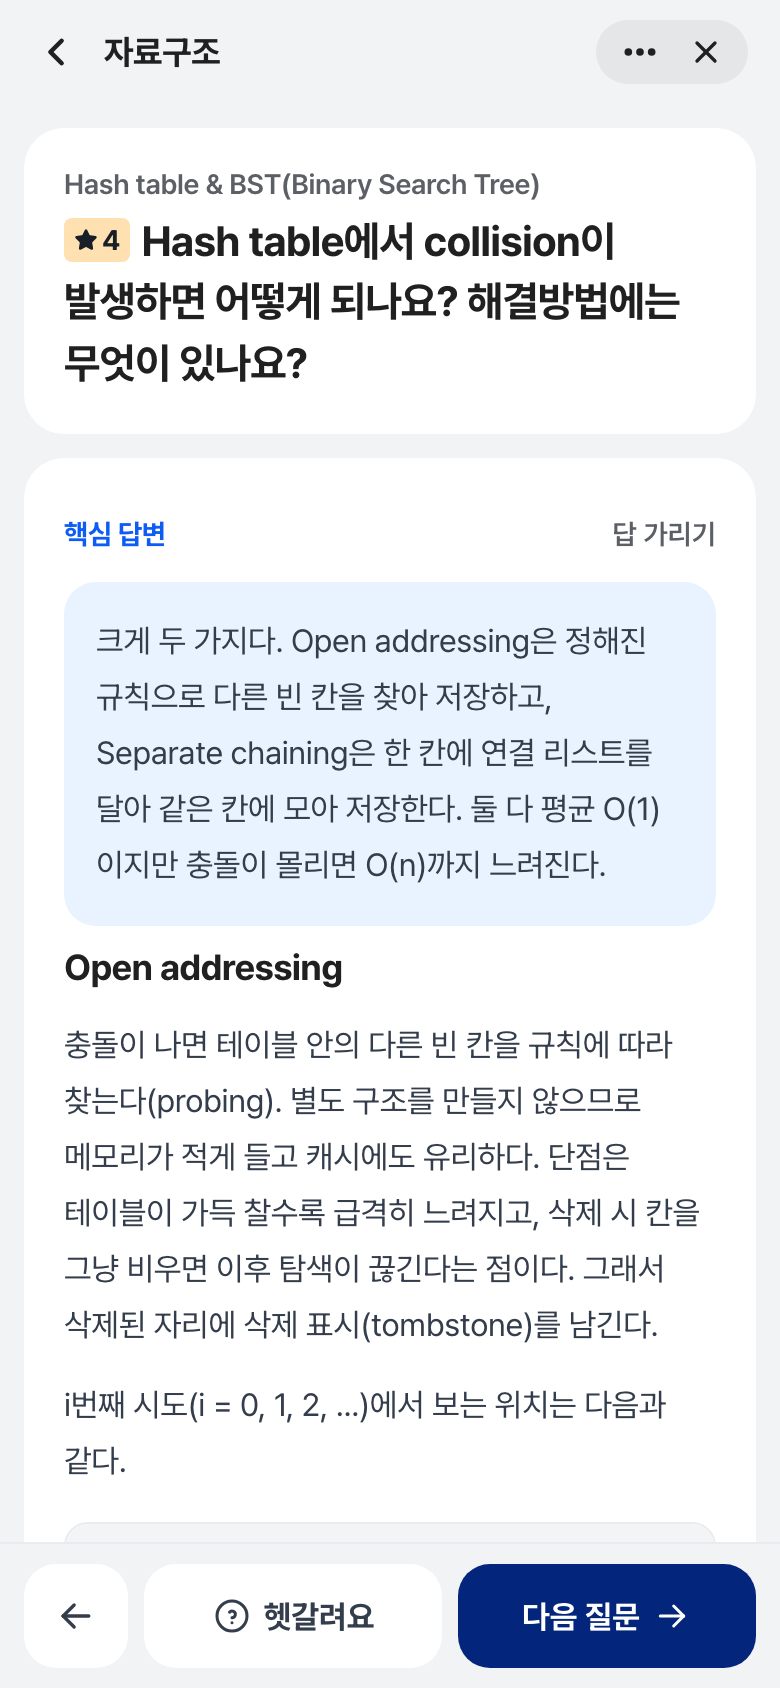 자료구조
Hash table & BST(Binary Search Tree)
★4 Hash table에서 collision이
발생하면 어떻게 되나요? 해결방법에는
무엇이 있나요?
핵심 답변
답 가리기
크게 두 가지다. Open addressing은 정해진
규칙으로 다른 빈 칸을 찾아 저장하고,
Separate chaining은 한 칸에 연결 리스트를
달아 같은 칸에 모아 저장한다. 둘 다 평균 O(1)
이지만 충돌이 몰리면 O(n)까지 느려진다.
Open addressing
충돌이 나면 테이블 안의 다른 빈 칸을 규칙에 따라
찾는다(probing). 별도 구조를 만들지 않으므로
메모리가 적게 들고 캐시에도 유리하다. 단점은
테이블이 가득 찰수록 급격히 느려지고, 삭제 시 칸을
그냥 비우면 이후 탐색이 끊긴다는 점이다. 그래서
삭제된 자리에 삭제 표시(tombstone)를 남긴다.
i번째 시도(i = 0, 1, 2, ...)에서 보는 위치는 다음과
같다.
헷갈려요
다음 질문